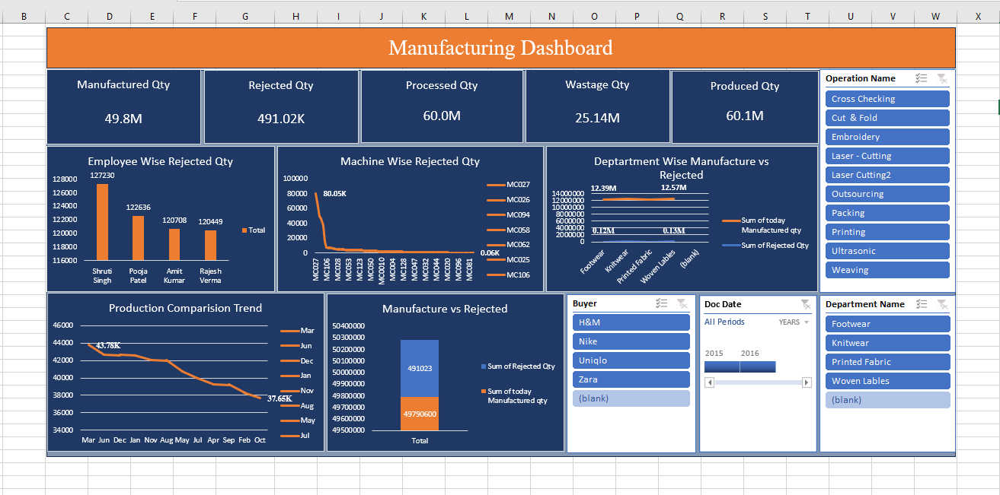 B C D E F G H I J K L M N O P Q R S T U V W X
Manufacturing Dashboard
Manufactured Qty
49.8M
Rejected Qty
491.02K
Processed Qty
60.0M
Wastage Qty
25.14M
Produced Qty
60.1M
Operation Name
Cross Checking
Cut & Fold
Embroidery
Laser - Cutting
Laser Cutting2
Outsourcing
Packing
Printing
Ultrasonic
Weaving
Employee Wise Rejected Qty
128000
126000
124000
122000
120000
118000
116000
127230
122636
120708
120449
Shruti
Singh
Pooja
Patel
Amit
Kumar
Rajesh
Verma
Total
Machine Wise Rejected Qty
100000
80000
60000
40000
20000
0
80.05K
0.06K
MC027
MC106
MC028
MC053
MC123
MC050
MC0010
MC004
MC128
MC047
MC032
MC044
MC020
MC096
MC081
MC027
MC026
MC094
MC058
MC062
MC025
MC106
Deptartment Wise Manufacture vs
Rejected
14000000
12000000
10000000
8000000
6000000
4000000
2000000
0
12.39M
12.57M
0.12M
0.13M
Footwear
Knitwear
Printed Fabric
Woven Lables
(blank)
Sum of today
Manufactured qty
Sum of Rejected Qty
Production Comparision Trend
46000
44000
42000
40000
38000
36000
34000
43.78K
37.65K
Mar Jun Dec Jan Nov Aug May Jul Apr Sep Feb Oct
Mar
Jun
Dec
Jan
Nov
Aug
May
Jul
Manufacture vs Rejected
50400000
50300000
50200000
50100000
50000000
49900000
49800000
49700000
49600000
49500000
491023
49790600
Total
Sum of Rejected Qty
Sum of today
Manufactured qty
Buyer
H&M
Nike
Uniqlo
Zara
(blank)
Doc Date
All Periods
YEARS
2015 2016
Department Name
Footwear
Knitwear
Printed Fabric
Woven Lables
(blank)